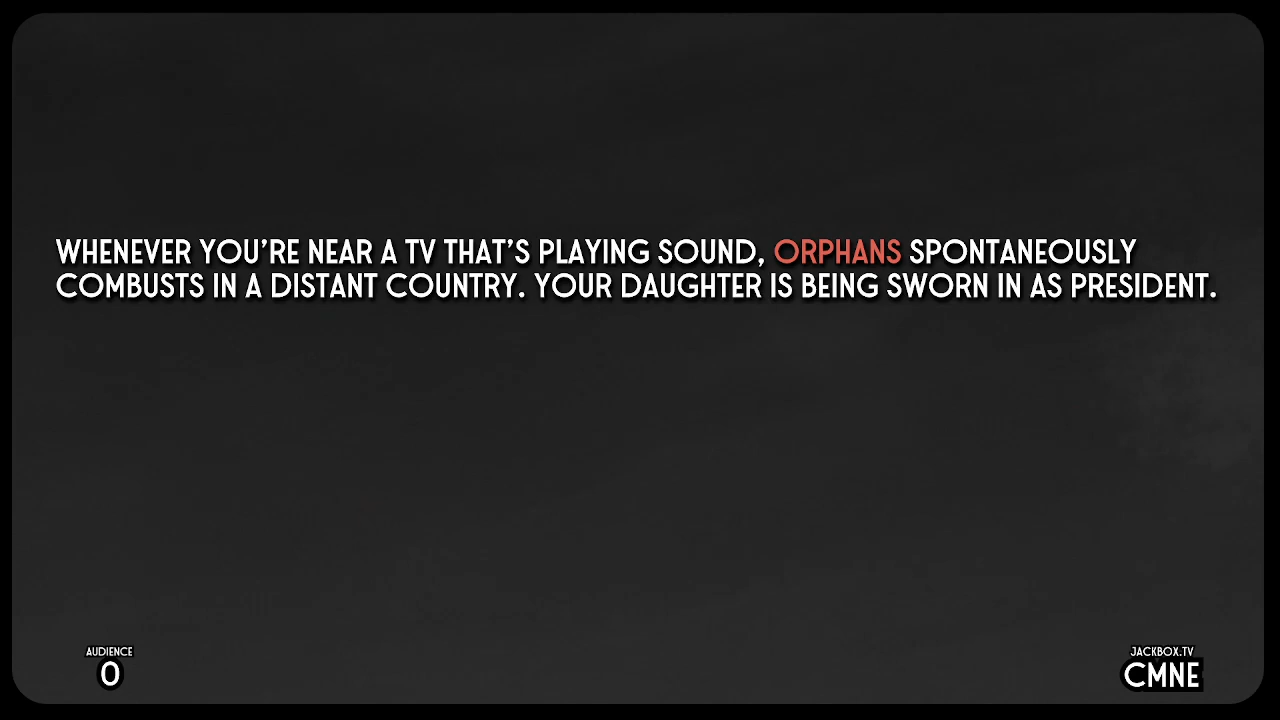 WHENEVER YOU'RE NEAR A TV THAT'S PLAYING SOUND, ORPHANS SPONTANEOUSLY
COMBUSTS IN A DISTANT COUNTRY. YOUR DAUGHTER IS BEING SWORN IN AS PRESIDENT.
AUDIENCE
0
JACKBOX.TV
CMNE